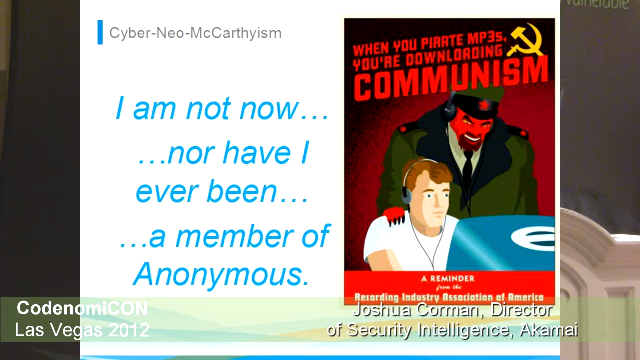 Cyber-Neo-McCarthyism
I am not now…
…nor have I
ever been…
…a member of
Anonymous.
WHEN YOU PIRATE MP3s,
YOU'RE DOWNLOADING
COMMUNISM
A REMINDER
from the
Recording Industry Association of America
vulnerable
CodenomiCON
Las Vegas 2012
Joshua Corman, Director
of Security Intelligence, Akamai